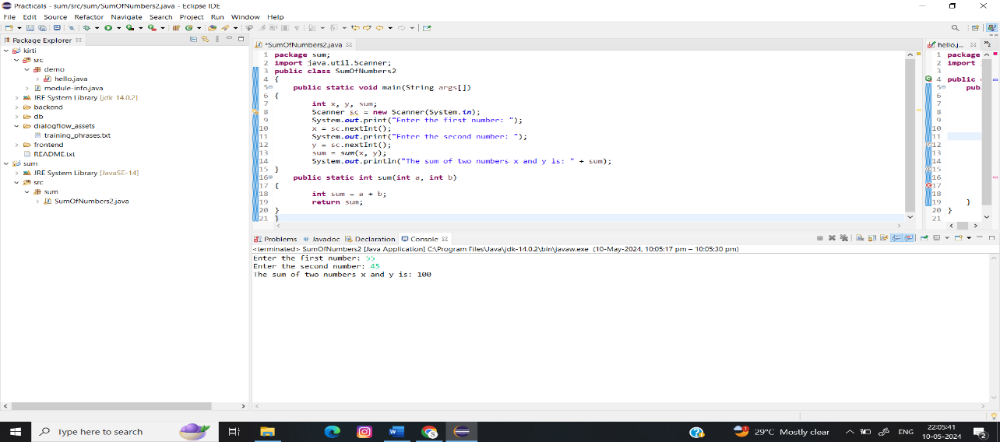 Practicals - sum/src/sum/SumOfNumbers2.java - Eclipse IDE
File Edit Source Refactor Navigate Search Project Run Window Help
Package Explorer
kirti
src
demo
hello.java
module-info.java
JRE System Library [jdk-14.0.2]
backend
db
dialogflow_assets
training_phrases.txt
frontend
README.txt
sum
JRE System Library [JavaSE-14]
src
sum
SumOfNumbers2.java
*SumOfNumbers2.java
1 package sum;
2 import java.util.Scanner;
3 public class SumOfNumbers2
4 {
5 public static void main(String args[])
6 {
7 int x, y, sum;
8 Scanner sc = new Scanner(System.in);
9 System.out.print("Enter the first number: ");
10 x = sc.nextInt();
11 System.out.print("Enter the second number: ");
12 y = sc.nextInt();
13 sum = sum(x, y);
14 System.out.println("The sum of two numbers x and y is: " + sum);
15 }
16 public static int sum(int a, int b)
17 {
18 int sum = a + b;
19 return sum;
20 }
21 }
hello.j...
2
1 package
2 import
3
4 public
5 pub
6
7
8
9
10
11
12
13
14
15
16
17
18
19 }
20 }
21
Problems Javadoc Declaration Console
<terminated> SumOfNumbers2 [Java Application] C:\Program Files\Java\jdk-14.0.2\bin\javaw.exe (10-May-2024, 10:05:17 pm – 10:05:30 pm)
Enter the first number: 55
Enter the second number: 45
The sum of two numbers x and y is: 100
Type here to search
29°C Mostly clear
ENG
22:05:41
10-05-2024
2